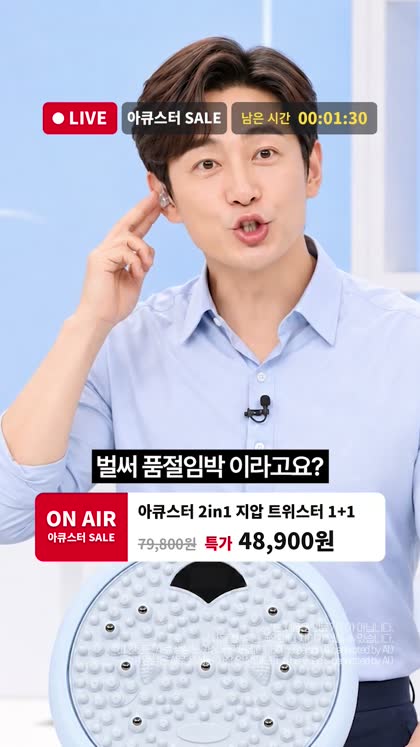 LIVE
아큐스터 SALE
남은 시간 00:01:30
벌써 품절임박 이라고요?
ON AIR
아큐스터 SALE
아큐스터 2in1 지압 트위스터 1+1
79,800원 특가 48,900원